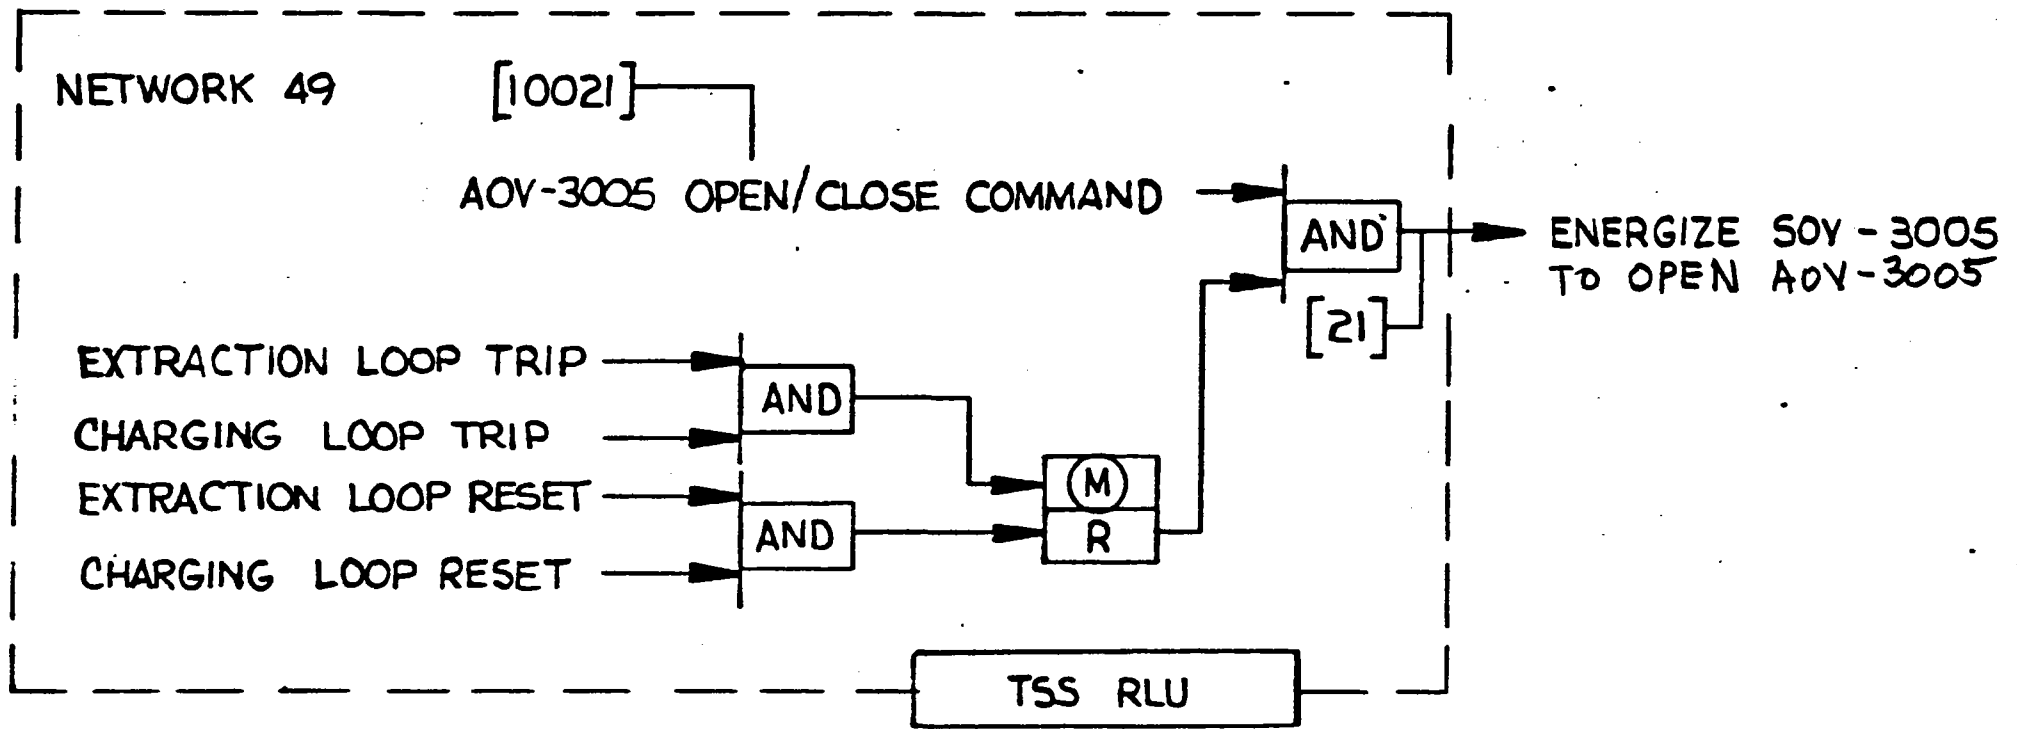 NETWORK 49 [10021]
AOV-3005 OPEN/CLOSE COMMAND
AND
ENERGIZE SOV-3005
TO OPEN AOV-3005
[21]
EXTRACTION LOOP TRIP
AND
CHARGING LOOP TRIP
EXTRACTION LOOP RESET
M
AND
R
CHARGING LOOP RESET
TSS RLU